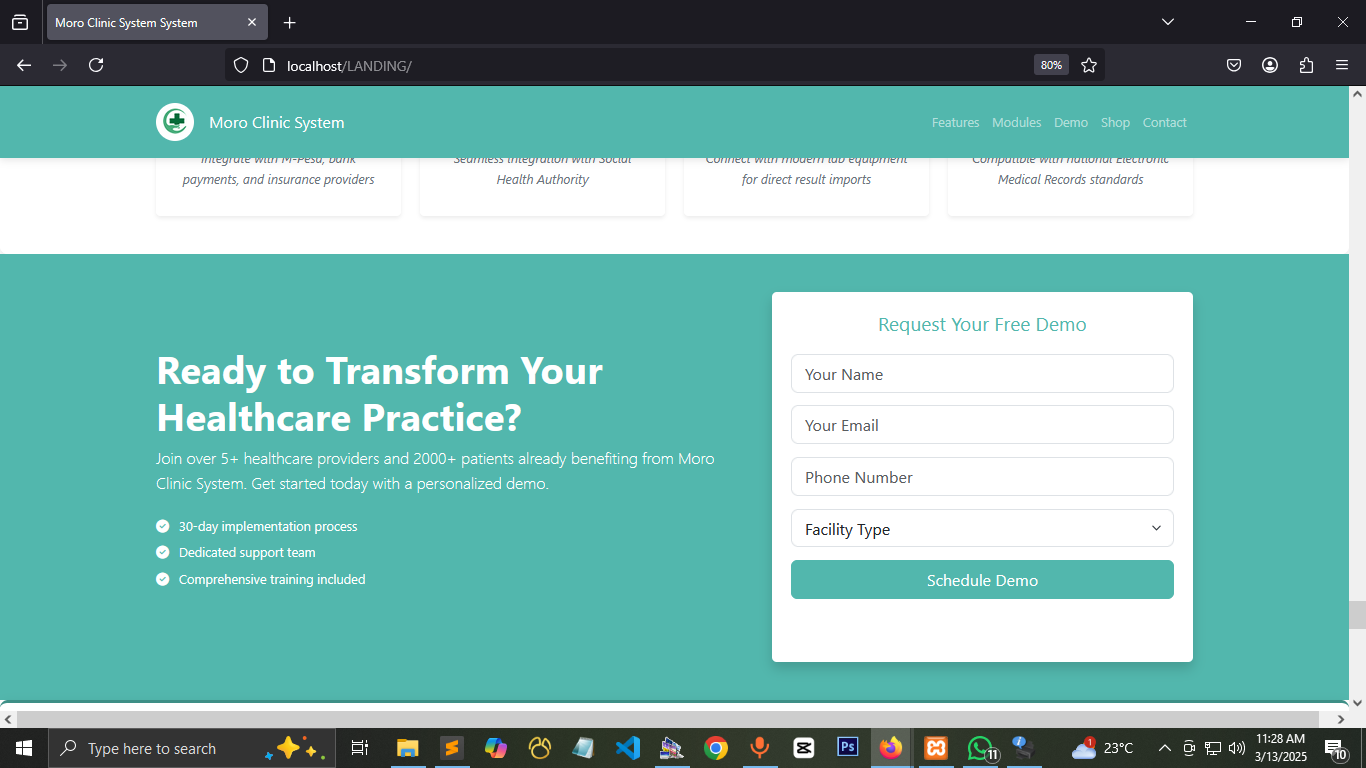 Moro Clinic System System
localhost/LANDING/
80%
Moro Clinic System
Features Modules Demo Shop Contact
Integrate with M-Pesa, bank
payments, and insurance providers
Seamless integration with Social
Health Authority
Connect with modern lab equipment
for direct result imports
Compatible with national Electronic
Medical Records standards
Ready to Transform Your
Healthcare Practice?
Join over 5+ healthcare providers and 2000+ patients already benefiting from Moro
Clinic System. Get started today with a personalized demo.
30-day implementation process
Dedicated support team
Comprehensive training included
Request Your Free Demo
Your Name
Your Email
Phone Number
Facility Type
Schedule Demo
Type here to search
Ps
11
1
23°C
11:28 AM
3/13/2025
10